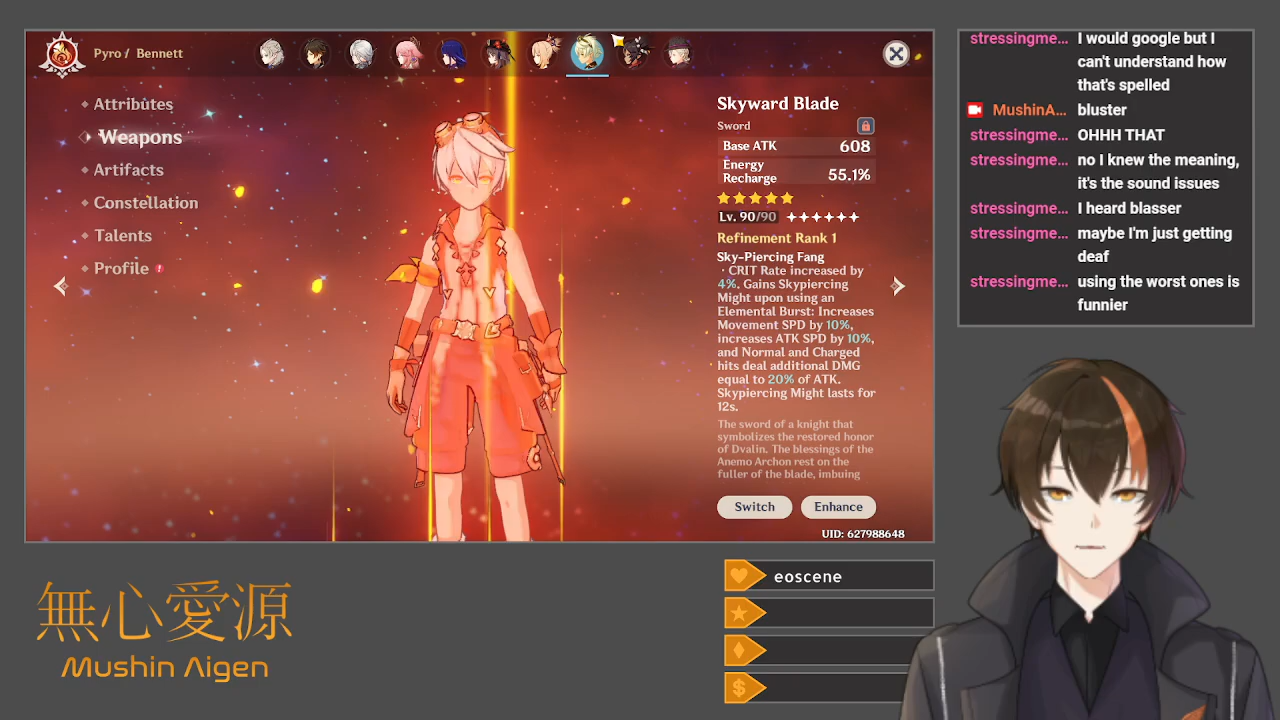 Pyro / Bennett
Attributes
Weapons
Artifacts
Constellation
Talents
Profile
Skyward Blade
Sword
Base ATK 608
Energy
Recharge 55.1%
Lv. 90/90
Refinement Rank 1
Sky-Piercing Fang
· CRIT Rate increased by
4%. Gains Skypiercing
Might upon using an
Elemental Burst: Increases
Movement SPD by 10%,
increases ATK SPD by 10%,
and Normal and Charged
hits deal additional DMG
equal to 20% of ATK.
Skypiercing Might lasts for
12s.
The sword of a knight that
symbolizes the restored honor
of Dvalin. The blessings of the
Anemo Archon rest on the
fuller of the blade, imbuing
Switch
Enhance
UID: 627988648
stressingme... I would google but I
can't understand how
that's spelled
MushinA... bluster
stressingme... OHHH THAT
stressingme... no I knew the meaning,
it's the sound issues
stressingme... I heard blasser
stressingme... maybe I'm just getting
deaf
stressingme... using the worst ones is
funnier
eoscene
$
無心愛源
Mushin Aigen